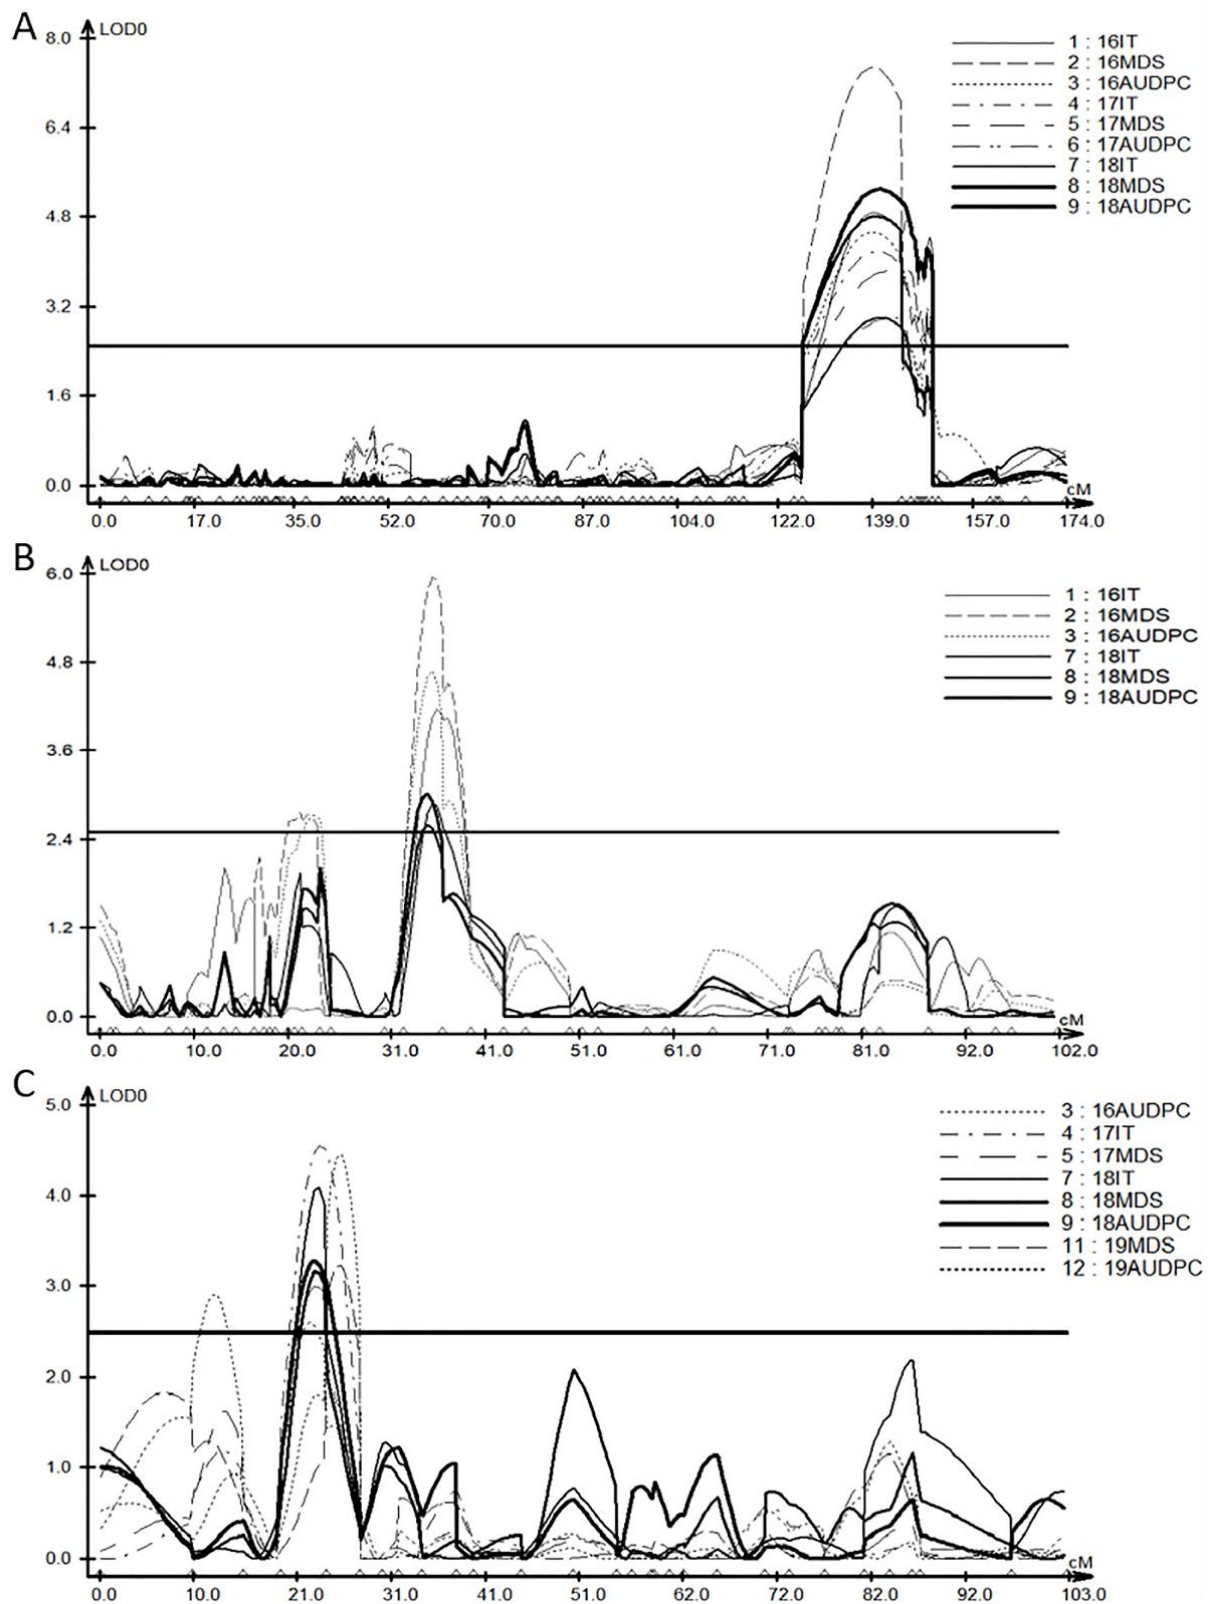 A
LOD0
8.0
6.4
4.8
3.2
1.6
0.0
1 : 16IT
2 : 16MDS
3 : 16AUDPC
4 : 17IT
5 : 17MDS
6 : 17AUDPC
7 : 18IT
8 : 18MDS
9 : 18AUDPC
cM
0.0 17.0 35.0 52.0 70.0 87.0 104.0 122.0 139.0 157.0 174.0
B
LOD0
6.0
4.8
3.6
2.4
1.2
0.0
1 : 16IT
2 : 16MDS
3 : 16AUDPC
7 : 18IT
8 : 18MDS
9 : 18AUDPC
cM
0.0 10.0 20.0 31.0 41.0 51.0 61.0 71.0 81.0 92.0 102.0
C
LOD0
5.0
4.0
3.0
2.0
1.0
0.0
3 : 16AUDPC
4 : 17IT
5 : 17MDS
7 : 18IT
8 : 18MDS
9 : 18AUDPC
11 : 19MDS
12 : 19AUDPC
cM
0.0 10.0 21.0 31.0 41.0 51.0 62.0 72.0 82.0 92.0 103.0